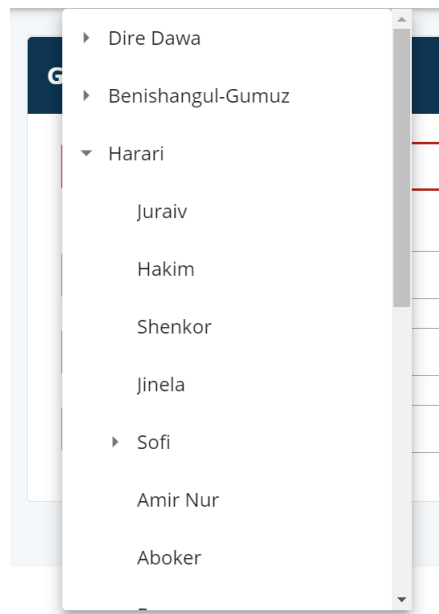 G
Dire Dawa
Benishangul-Gumuz
Harari
Juraiv
Hakim
Shenkor
Jinela
Sofi
Amir Nur
Aboker